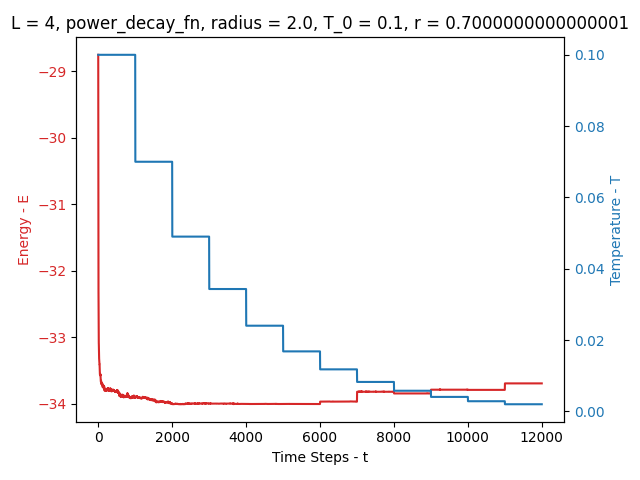 L = 4, power_decay_fn, radius = 2.0, T_0 = 0.1, r = 0.7000000000000001
−29
−30
−31
−32
−33
−34
Energy - E
0.10
0.08
0.06
0.04
0.02
0.00
Temperature - T
0 2000 4000 6000 8000 10000 12000
Time Steps - t